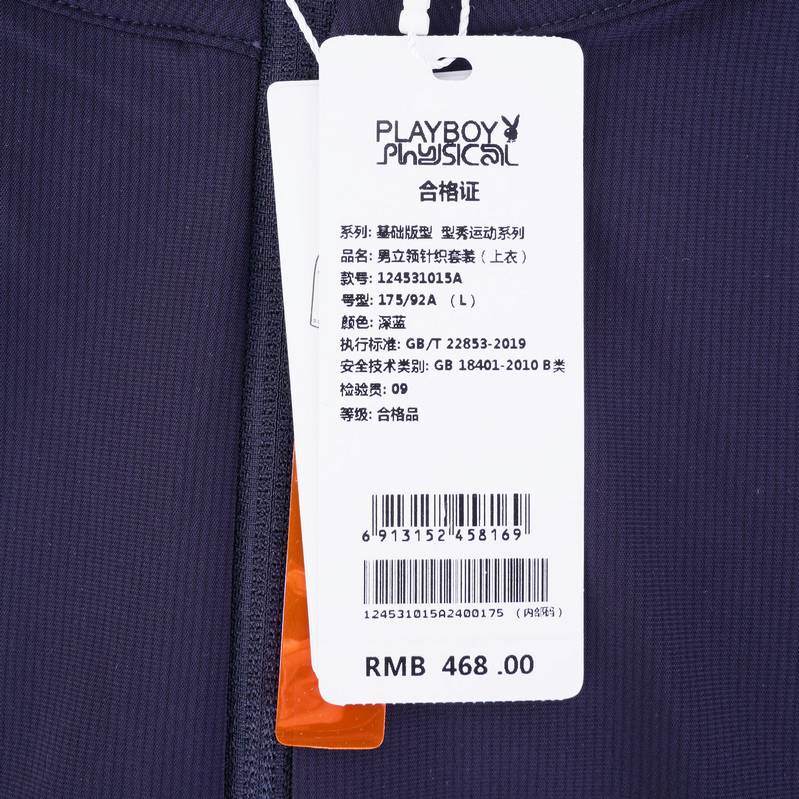 PLAYBOY
PhySICAL
合格证
系列: 基础版型 型秀运动系列
品名: 男立领针织套装（上衣）
款号: 124531015A
号型: 175/92A （L）
颜色: 深蓝
执行标准: GB/T 22853-2019
安全技术类别: GB 18401-2010 B类
检验员: 09
等级: 合格品
6 913152 458169
124531015A2400175 （内部码）
RMB 468 .00